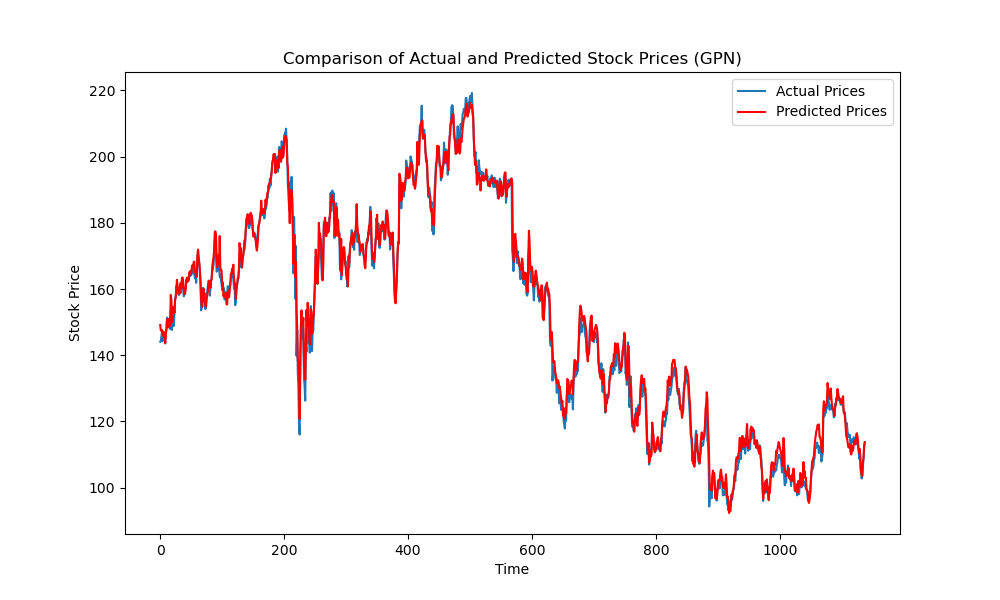 Comparison of Actual and Predicted Stock Prices (GPN)
Actual Prices
Predicted Prices
Stock Price
220
200
180
160
140
120
100
0 200 400 600 800 1000
Time